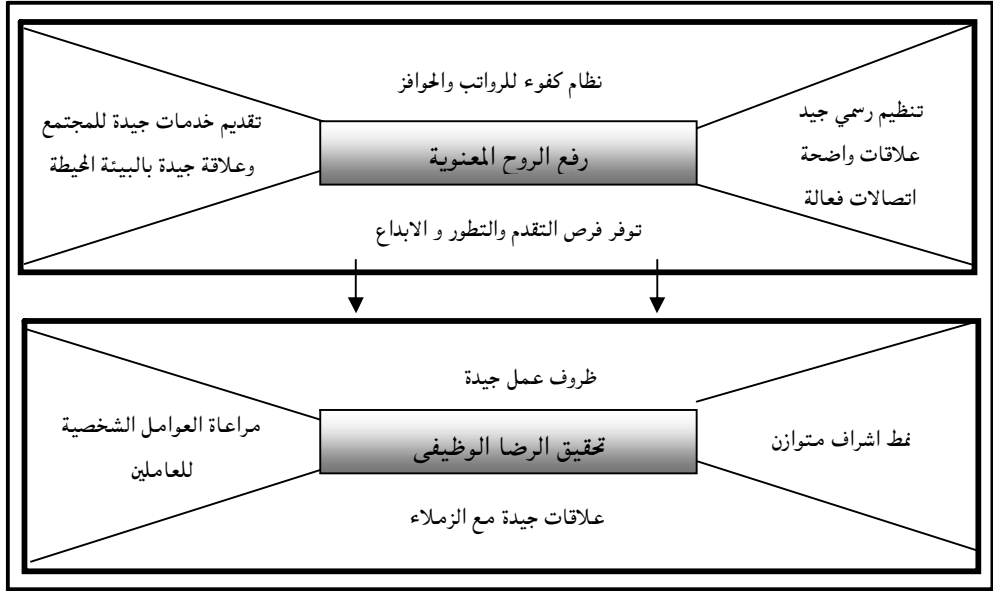 نظام كفوء للرواتب والحوافز
تنظيم رسمي جيد
علاقات واضحة
اتصالات فعالة
رفع الروح المعنوية
تقديم خدمات جيدة للمجتمع
وعلاقة جيدة بالبيئة المحيطة
توفر فرص التقدم والتطور و الابداع
ظروف عمل جيدة
نمط اشراف متوازن
تحقيق الرضا الوظيفى
مراعاة العوامل الشخصية
للعاملين
علاقات جيدة مع الزملاء